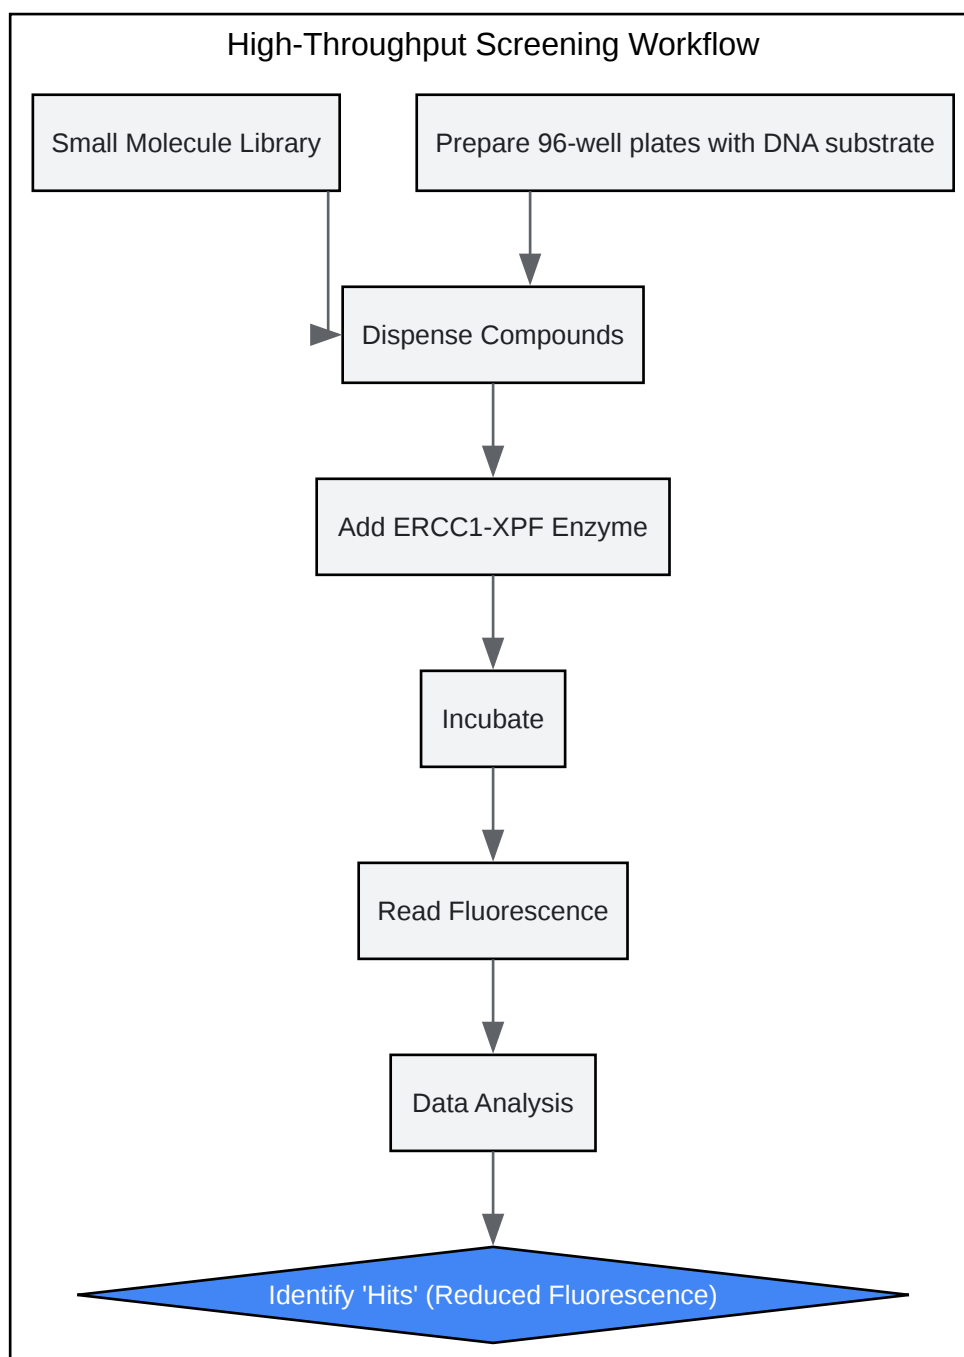 High-Throughput Screening Workflow
Small Molecule Library
Prepare 96-well plates with DNA substrate
Dispense Compounds
Add ERCC1-XPF Enzyme
Incubate
Read Fluorescence
Data Analysis
Identify 'Hits' (Reduced Fluorescence)